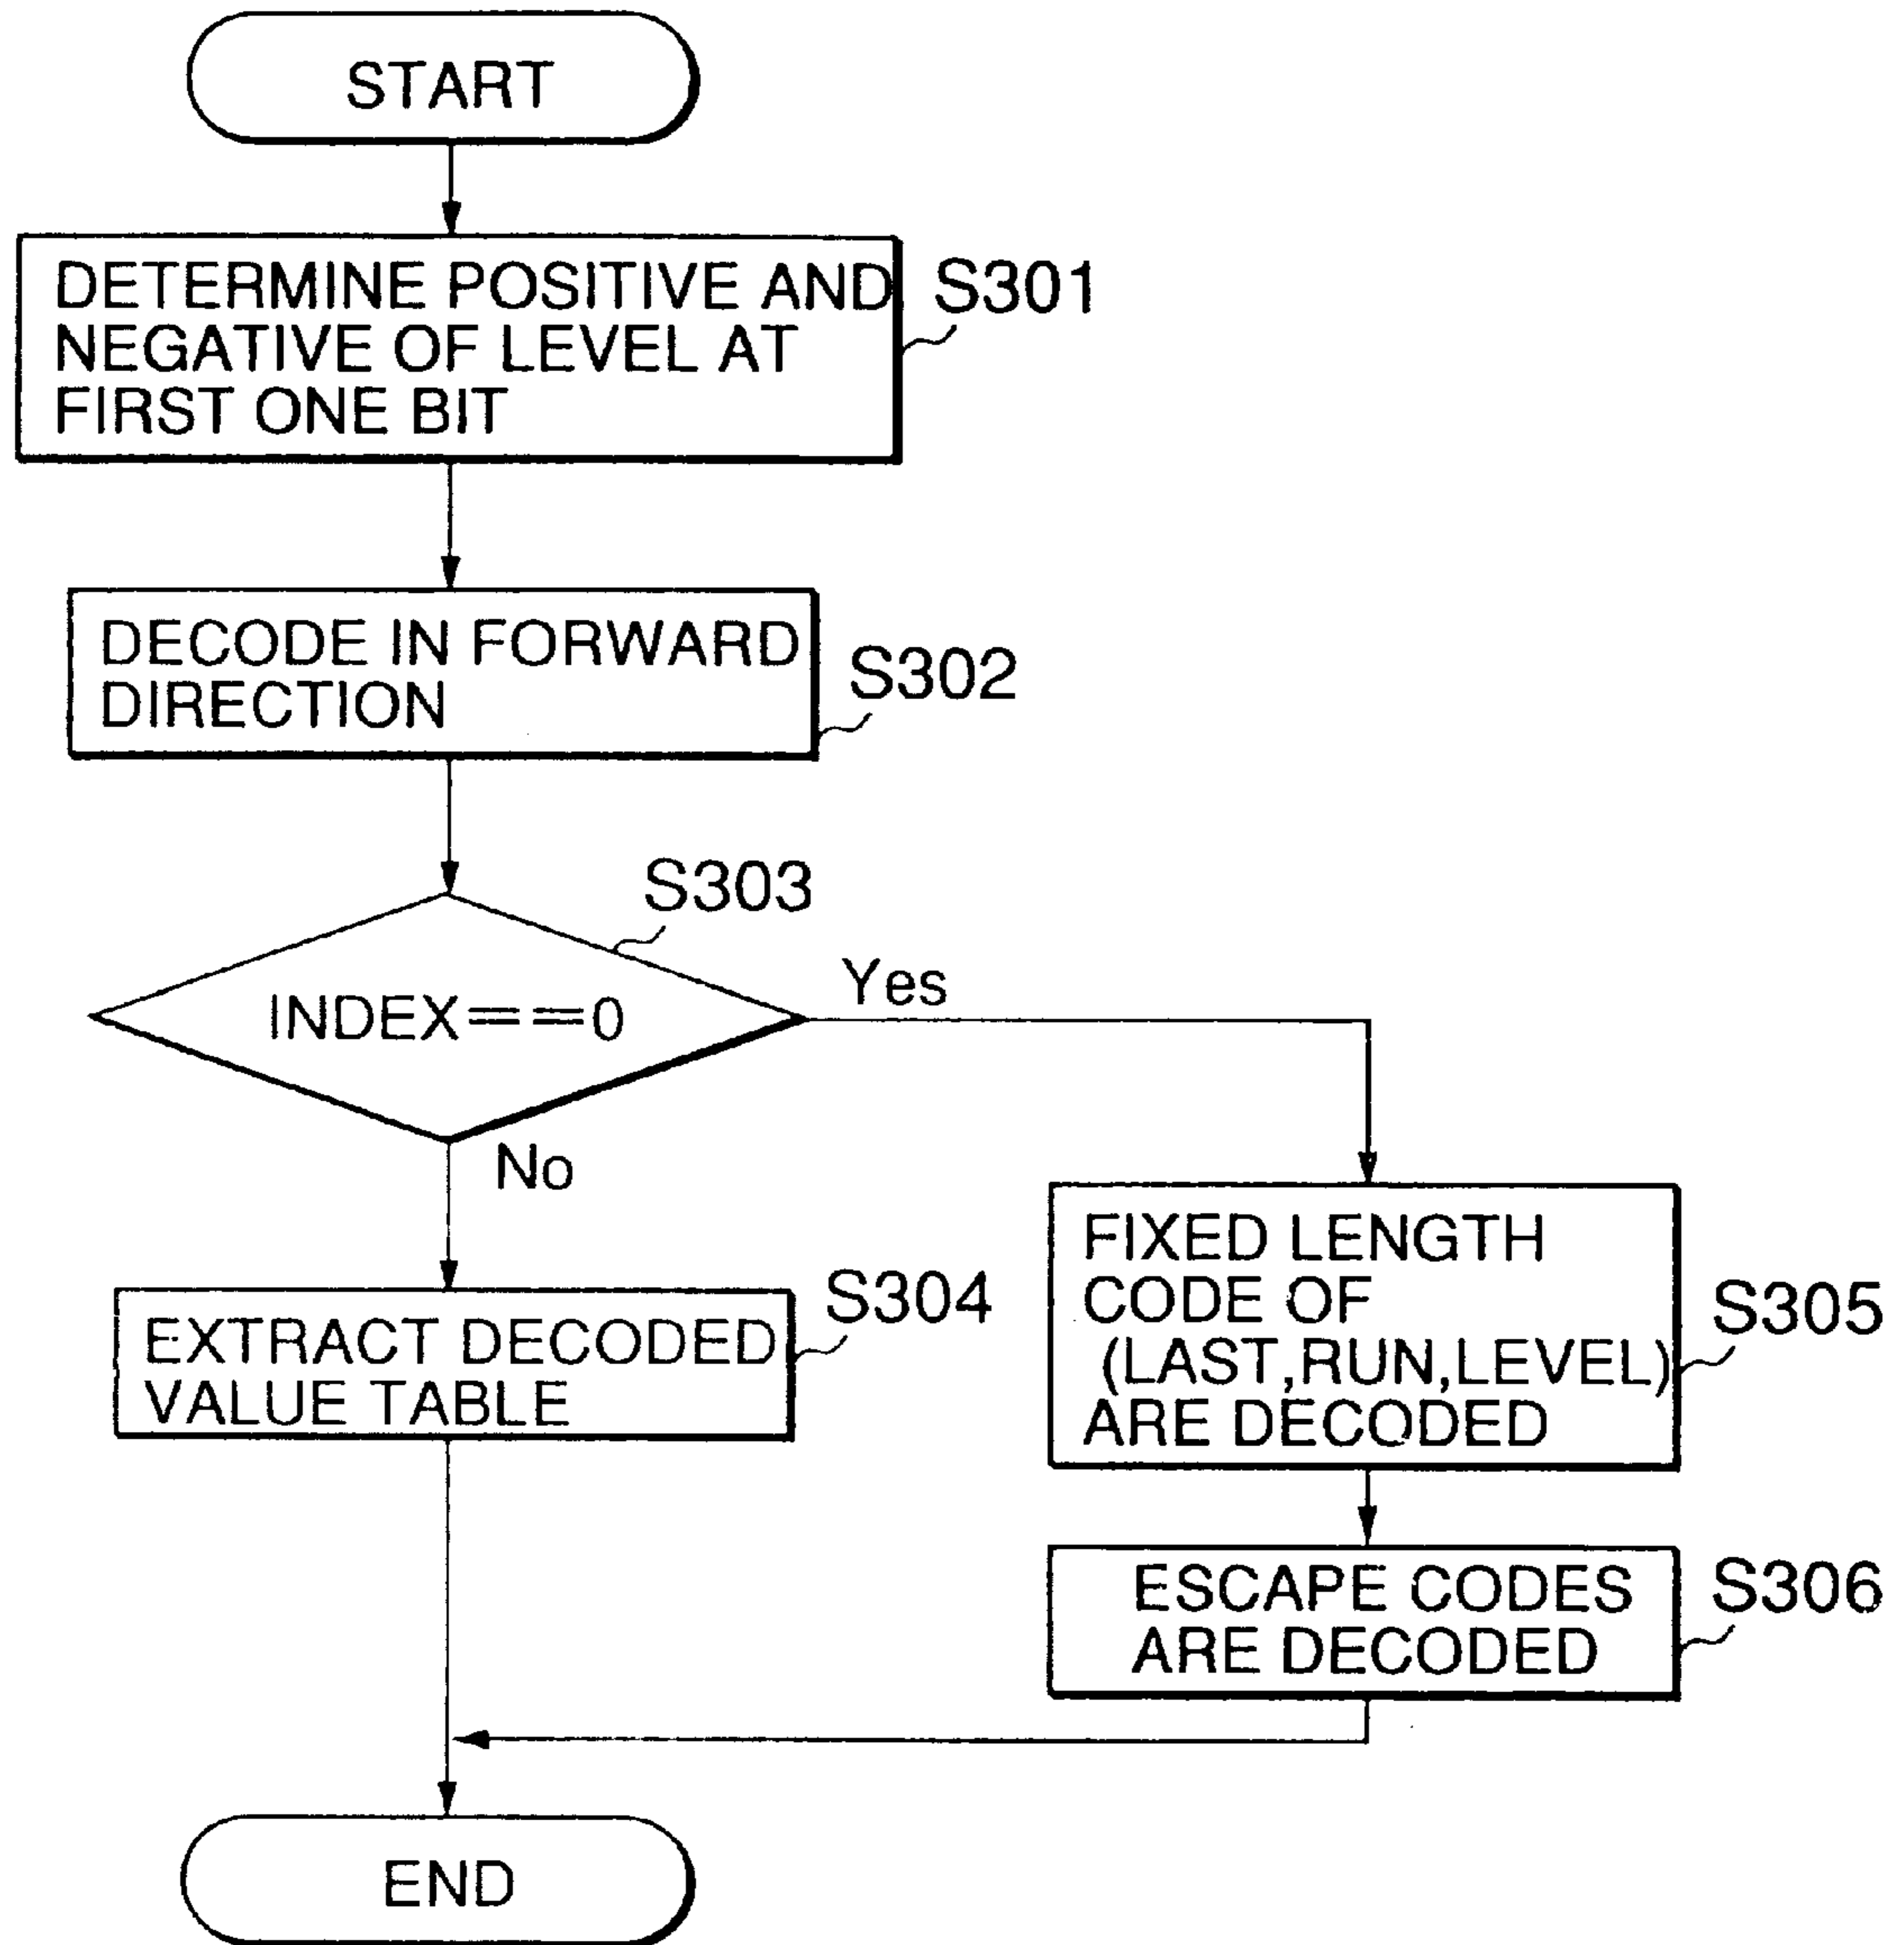 START
DETERMINE POSITIVE AND
NEGATIVE OF LEVEL AT
FIRST ONE BIT
S301
DECODE IN FORWARD
DIRECTION
S302
S303
INDEX==0
Yes
No
EXTRACT DECODED
VALUE TABLE
S304
FIXED LENGTH
CODE OF
(LAST,RUN,LEVEL)
ARE DECODED
S305
ESCAPE CODES
ARE DECODED
S306
END